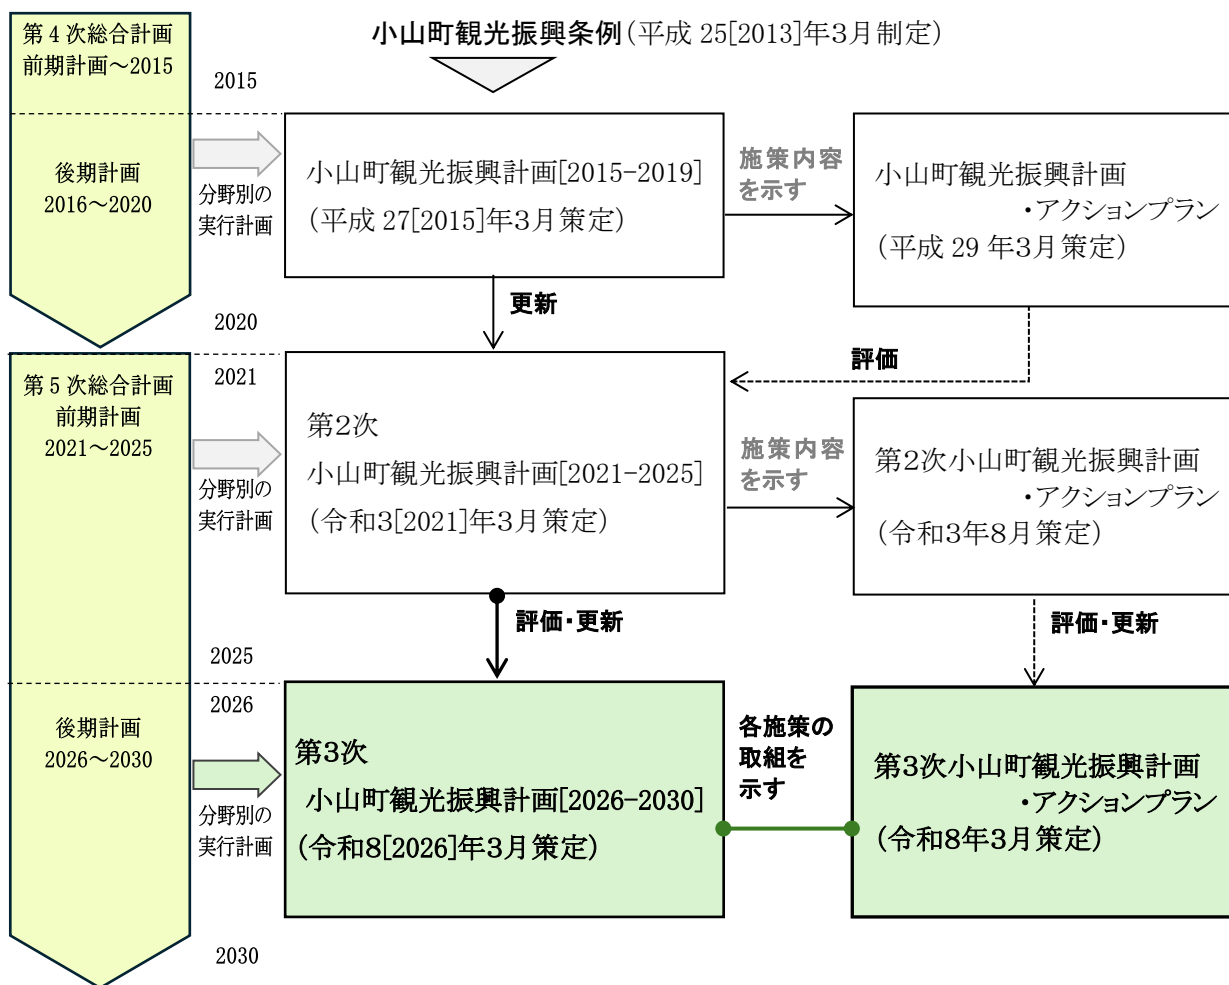 小山町観光振興条例(平成 25[2013]年3月制定)
第4次総合計画
前期計画～2015
2015
後期計画
2016～2020
分野別の
実行計画
小山町観光振興計画[2015-2019]
(平成 27[2015]年3月策定)
施策内容
を示す
小山町観光振興計画
・アクションプラン
(平成 29 年3月策定)
更新
2020
評価
2021
第5次総合計画
前期計画
2021～2025
分野別の
実行計画
第2次
小山町観光振興計画[2021-2025]
(令和3[2021]年3月策定)
施策内容
を示す
第2次小山町観光振興計画
・アクションプラン
(令和3年8月策定)
評価・更新
評価・更新
2025
2026
後期計画
2026～2030
分野別の
実行計画
第3次
小山町観光振興計画[2026-2030]
(令和8[2026]年3月策定)
各施策の
取組を
示す
第3次小山町観光振興計画
・アクションプラン
(令和8年3月策定)
2030